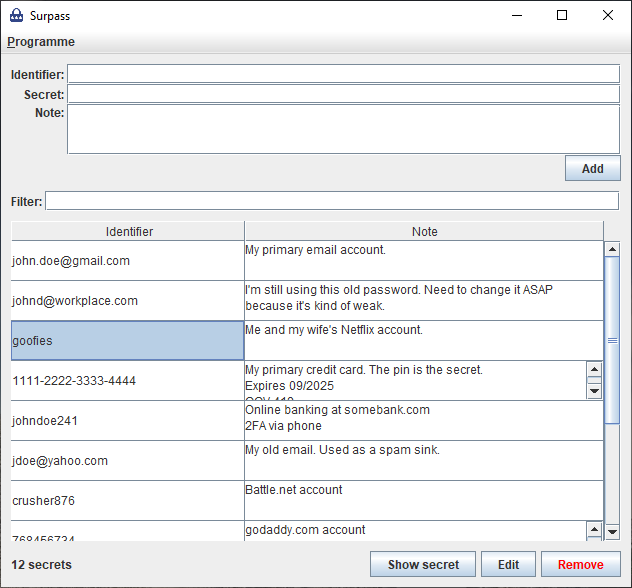 Surpass
Programme
Identifier:
Secret:
Note:
Add
Filter:
Identifier Note
john.doe@gmail.com My primary email account.
johnd@workplace.com I'm still using this old password. Need to change it ASAP
because it's kind of weak.
goofies Me and my wife's Netflix account.
1111-2222-3333-4444 My primary credit card. The pin is the secret.
Expires 09/2025
johndoe241 Online banking at somebank.com
2FA via phone
jdoe@yahoo.com My old email. Used as a spam sink.
crusher876 Battle.net account
768456734 godaddy.com account
12 secrets Show secret Edit Remove